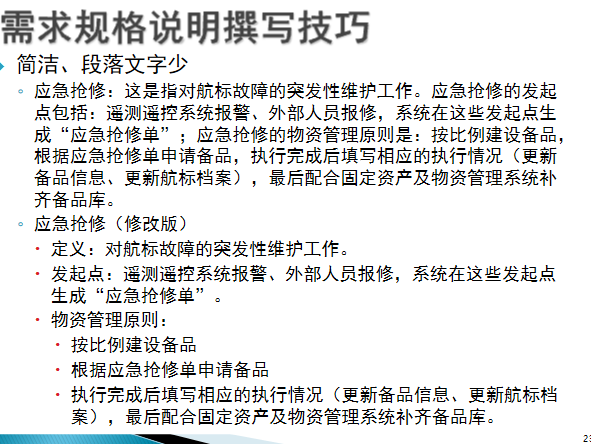 需求规格说明撰写技巧
简洁、段落文字少
应急抢修：这是指对航标故障的突发性维护工作。应急抢修的发起
点包括：遥测遥控系统报警、外部人员报修，系统在这些发起点生
成“应急抢修单”；应急抢修的物资管理原则是：按比例建设备品，
根据应急抢修单申请备品，执行完成后填写相应的执行情况（更新
备品信息、更新航标档案），最后配合固定资产及物资管理系统补
齐备品库。
应急抢修（修改版）
定义：对航标故障的突发性维护工作。
发起点：遥测遥控系统报警、外部人员报修，系统在这些发起点
生成“应急抢修单”。
物资管理原则：
按比例建设备品
根据应急抢修单申请备品
执行完成后填写相应的执行情况（更新备品信息、更新航标档
案），最后配合固定资产及物资管理系统补齐备品库。